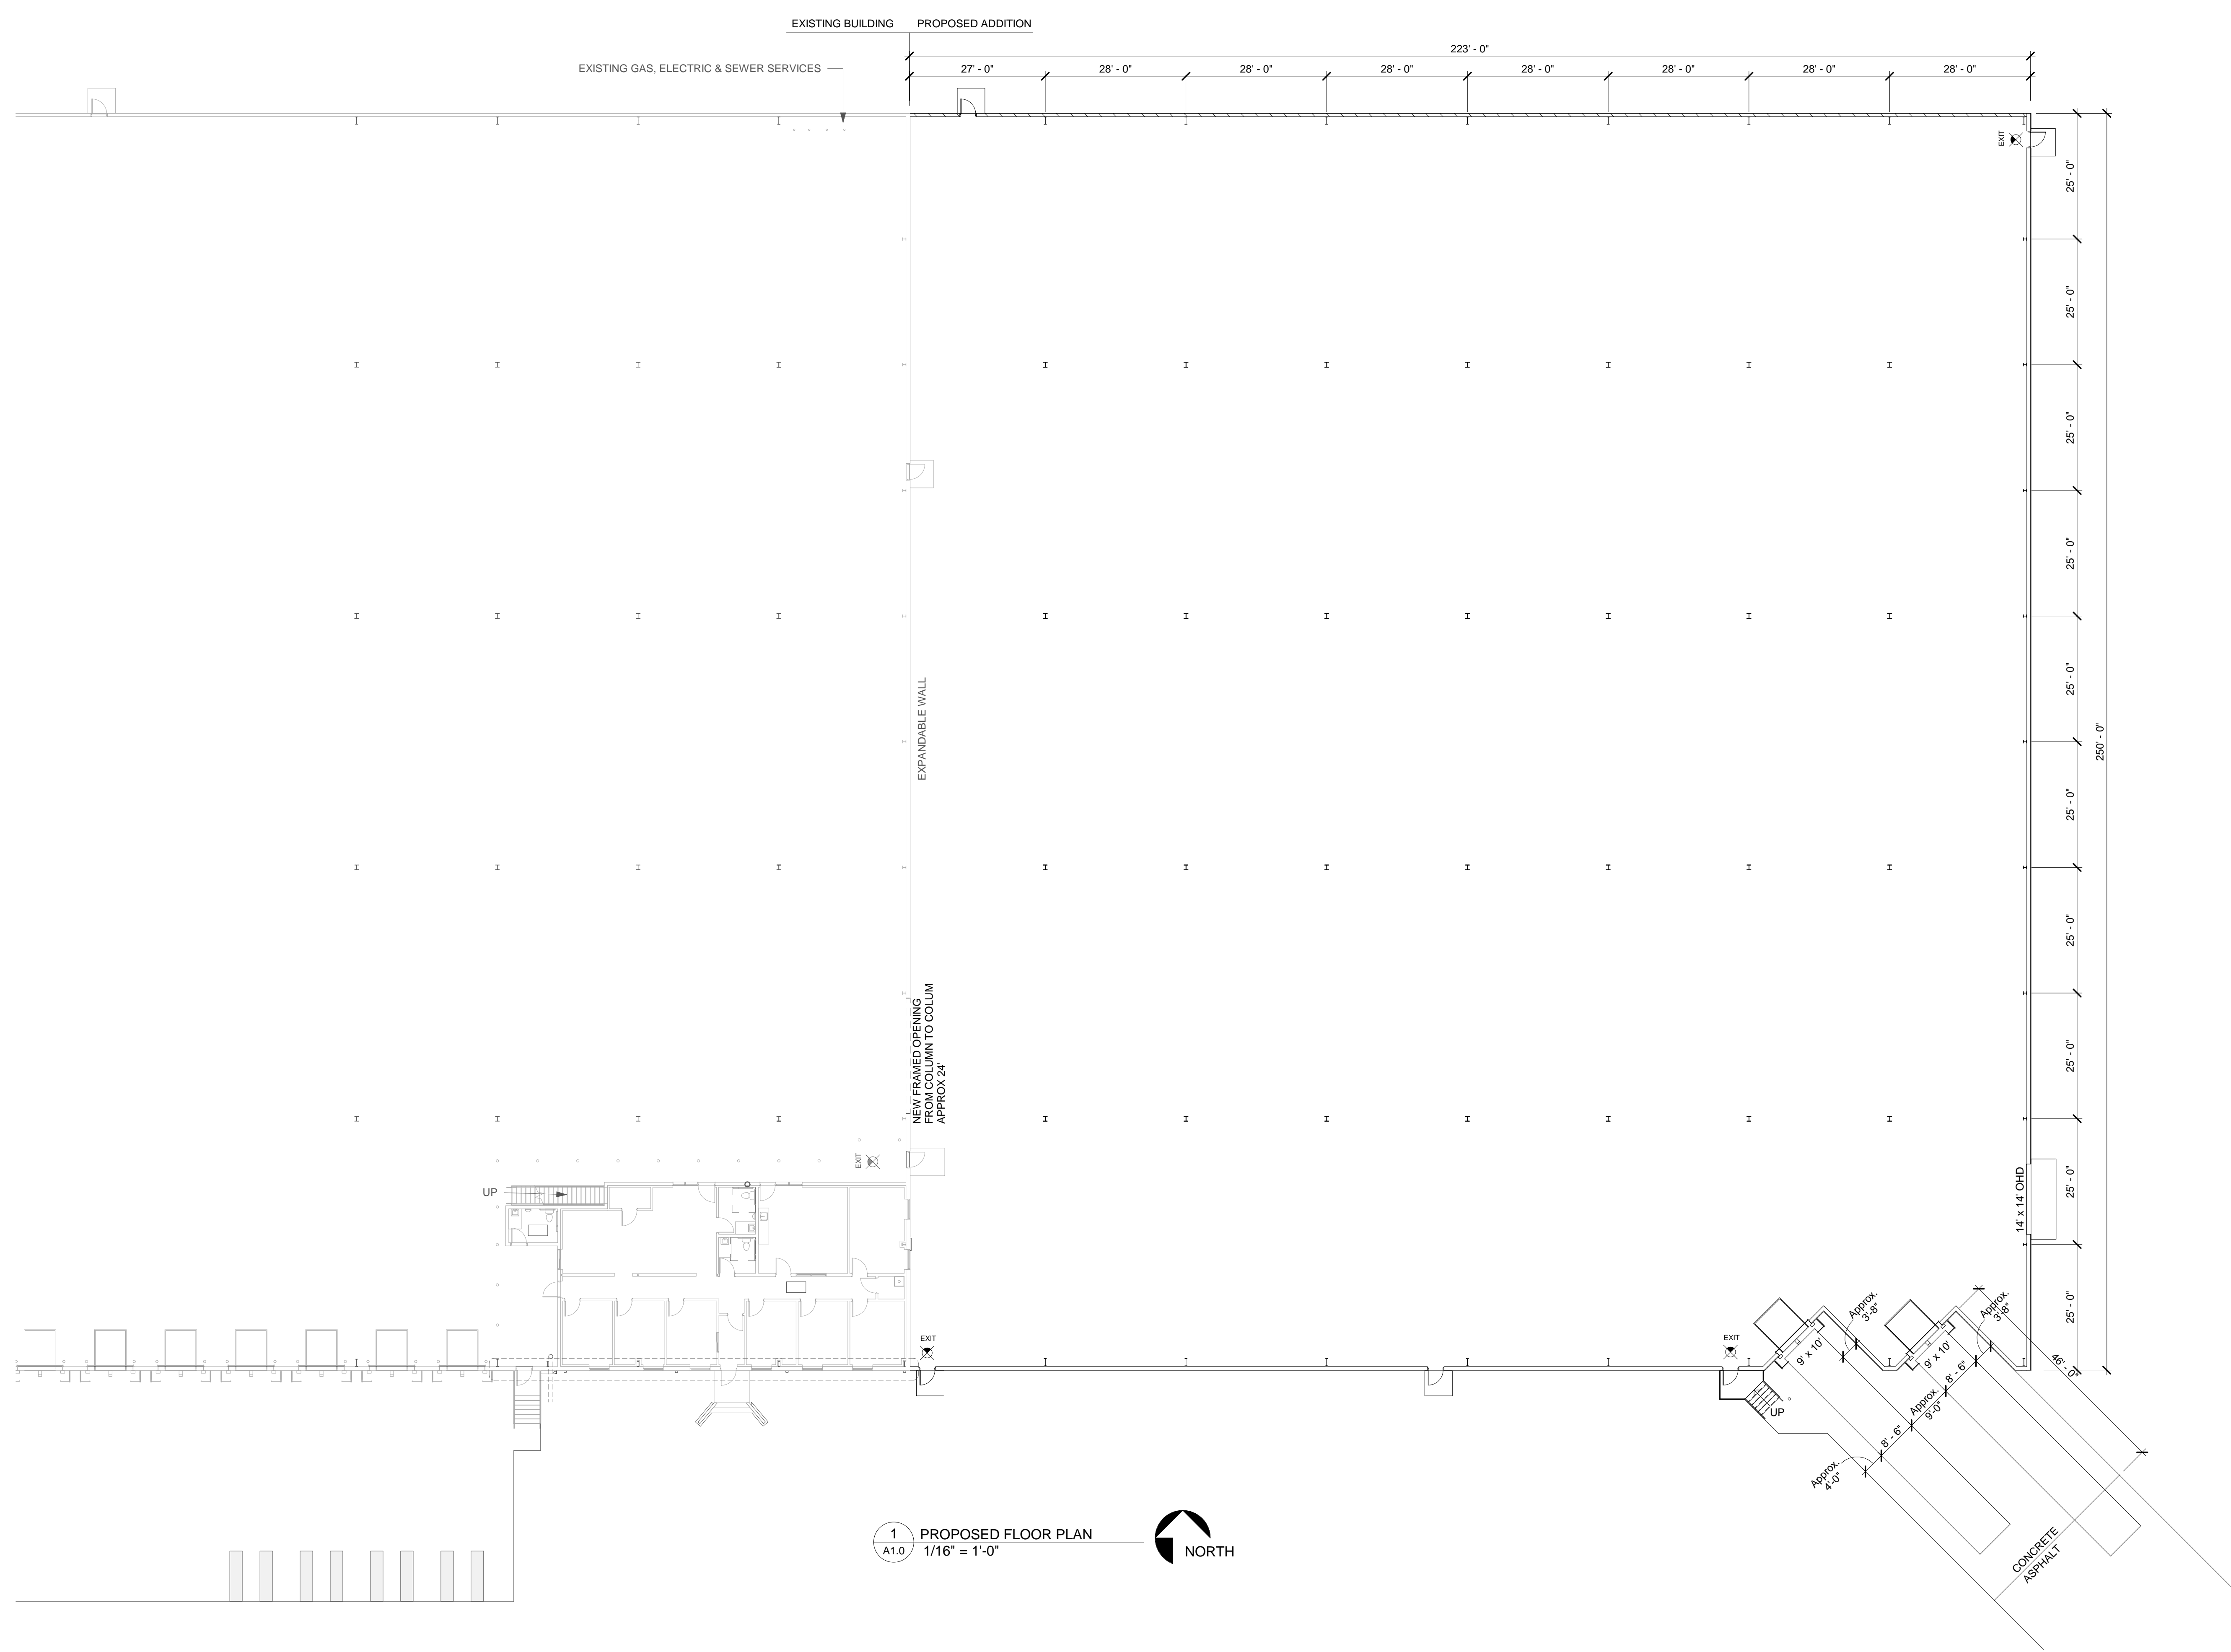 EXISTING BUILDING
PROPOSED ADDITION
223' - 0"
EXISTING GAS, ELECTRIC & SEWER SERVICES
27' - 0"
28' - 0"
28' - 0"
28' - 0"
28' - 0"
28' - 0"
28' - 0"
28' - 0"
EXIT
25' - 0"
25' - 0"
25' - 0"
25' - 0"
25' - 0"
25' - 0"
25' - 0"
25' - 0"
25' - 0"
25' - 0"
250' - 0"
EXPANDABLE WALL
NEW FRAMED OPENING
FROM COLUMN TO COLUM
APPROX 24'
EXIT
UP
14' x 14' OHD
EXIT
EXIT
9' x 10'
Approx.
3'-8"
9' x 10'
Approx.
3'-8"
46' - 0"
8' - 6"
Approx.
9'-0"
8' - 6"
Approx.
4'-0"
UP
CONCRETE
ASPHALT
1
A1.0
PROPOSED FLOOR PLAN
1/16" = 1'-0"
NORTH